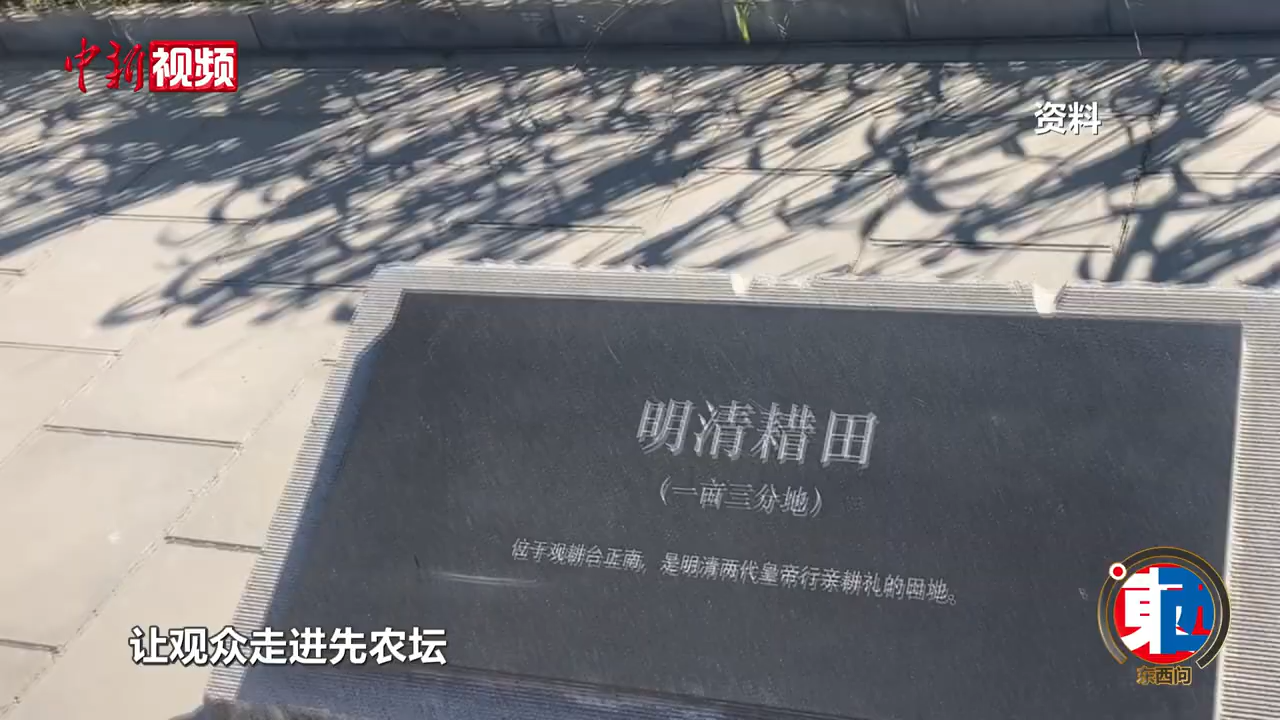 中新视频
资料
明清耤田
（一亩三分地）
位于观耕台正南，是明清两代皇帝行亲耕礼的田地。
让观众走进先农坛
東
东西问